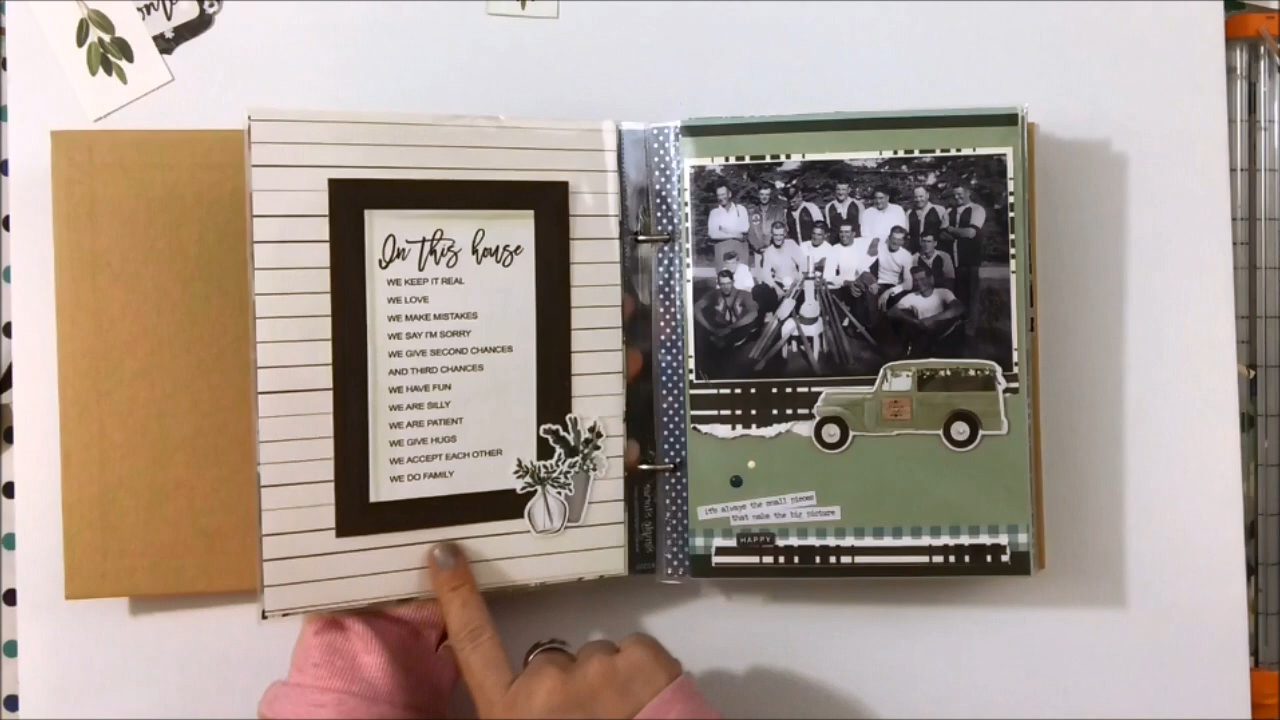 In this house
WE KEEP IT REAL
WE LOVE
WE MAKE MISTAKES
WE SAY I'M SORRY
WE GIVE SECOND CHANCES
AND THIRD CHANCES
WE HAVE FUN
WE ARE SILLY
WE ARE PATIENT
WE GIVE HUGS
WE ACCEPT EACH OTHER
WE DO FAMILY
it's always the small pieces
that make the big picture
HAPPY